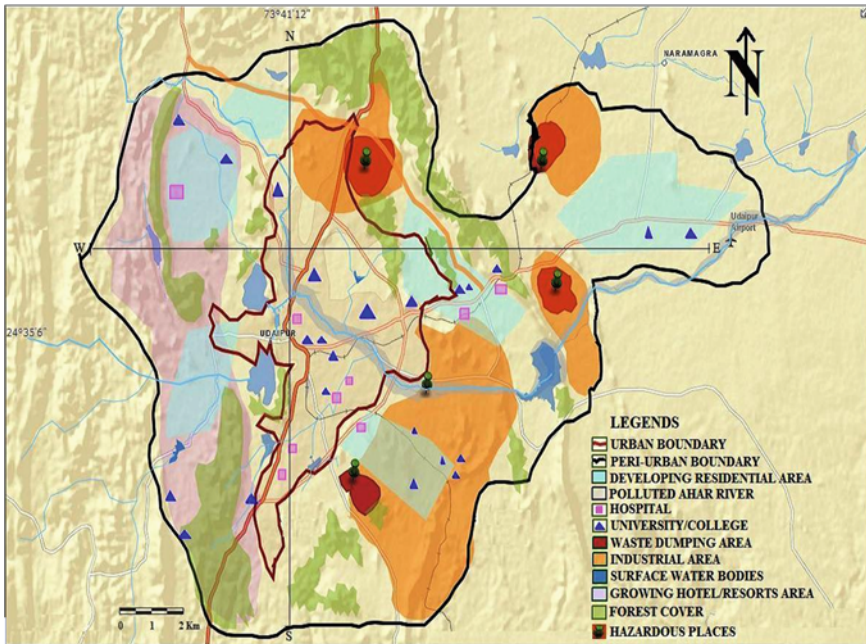 73°41'12
N
NARAMAGRA
N
Udaipur
Airport
W
E
24°35'6
UDAIPUR
LEGENDS
URBAN BOUNDARY
PERI-URBAN BOUNDARY
DEVELOPING RESIDENTIAL AREA
POLLUTED AHAR RIVER
HOSPITAL
UNIVERSITY/COLLEGE
WASTE DUMPING AREA
INDUSTRIAL AREA
SURFACE WATER BODIES
GROWING HOTEL/RESORTS AREA
FOREST COVER
HAZARDOUS PLACES
0 1 2 Km
S